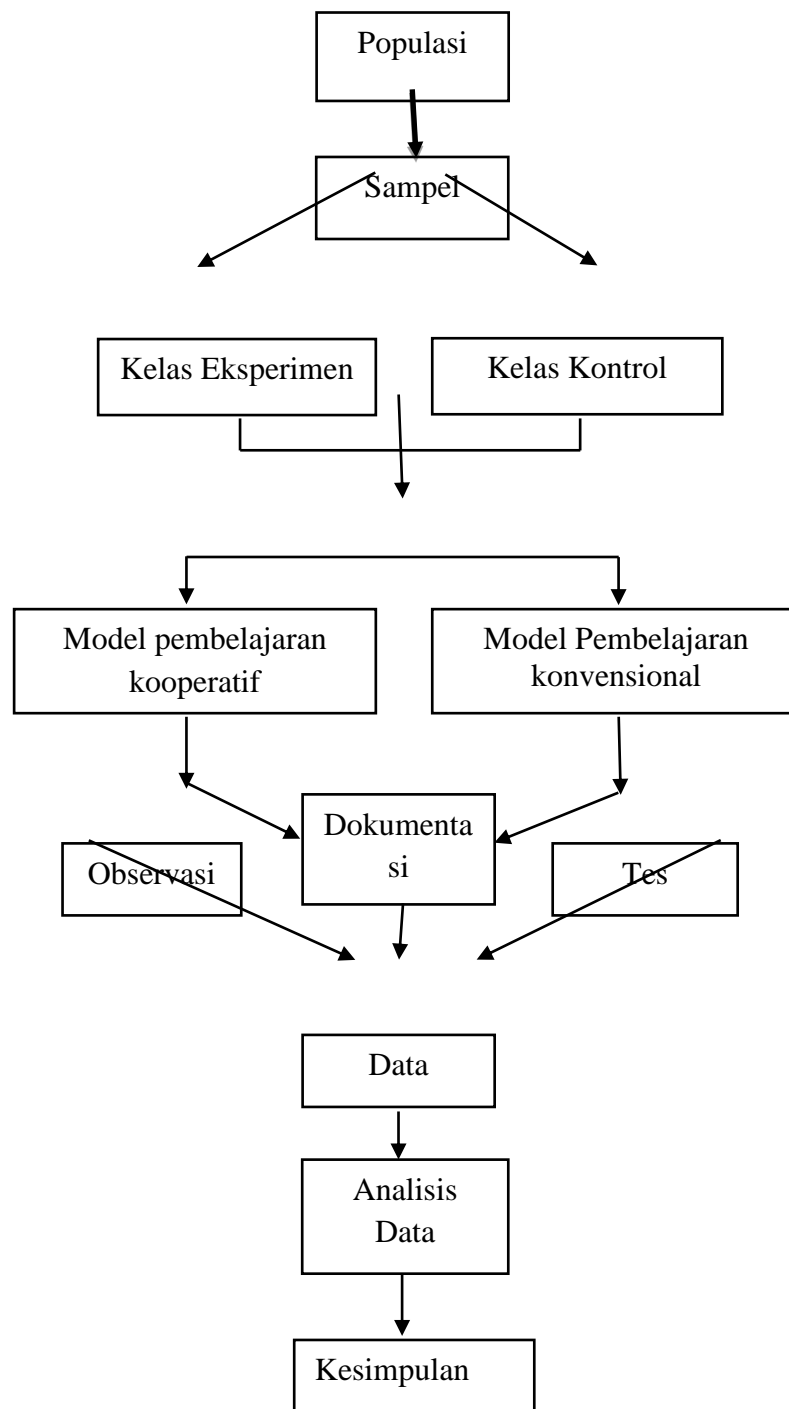 Populasi
Sampel
Kelas Eksperimen
Kelas Kontrol
Model pembelajaran
kooperatif
Model Pembelajaran
konvensional
Dokumenta
si
Observasi
Tes
Data
Analisis
Data
Kesimpulan